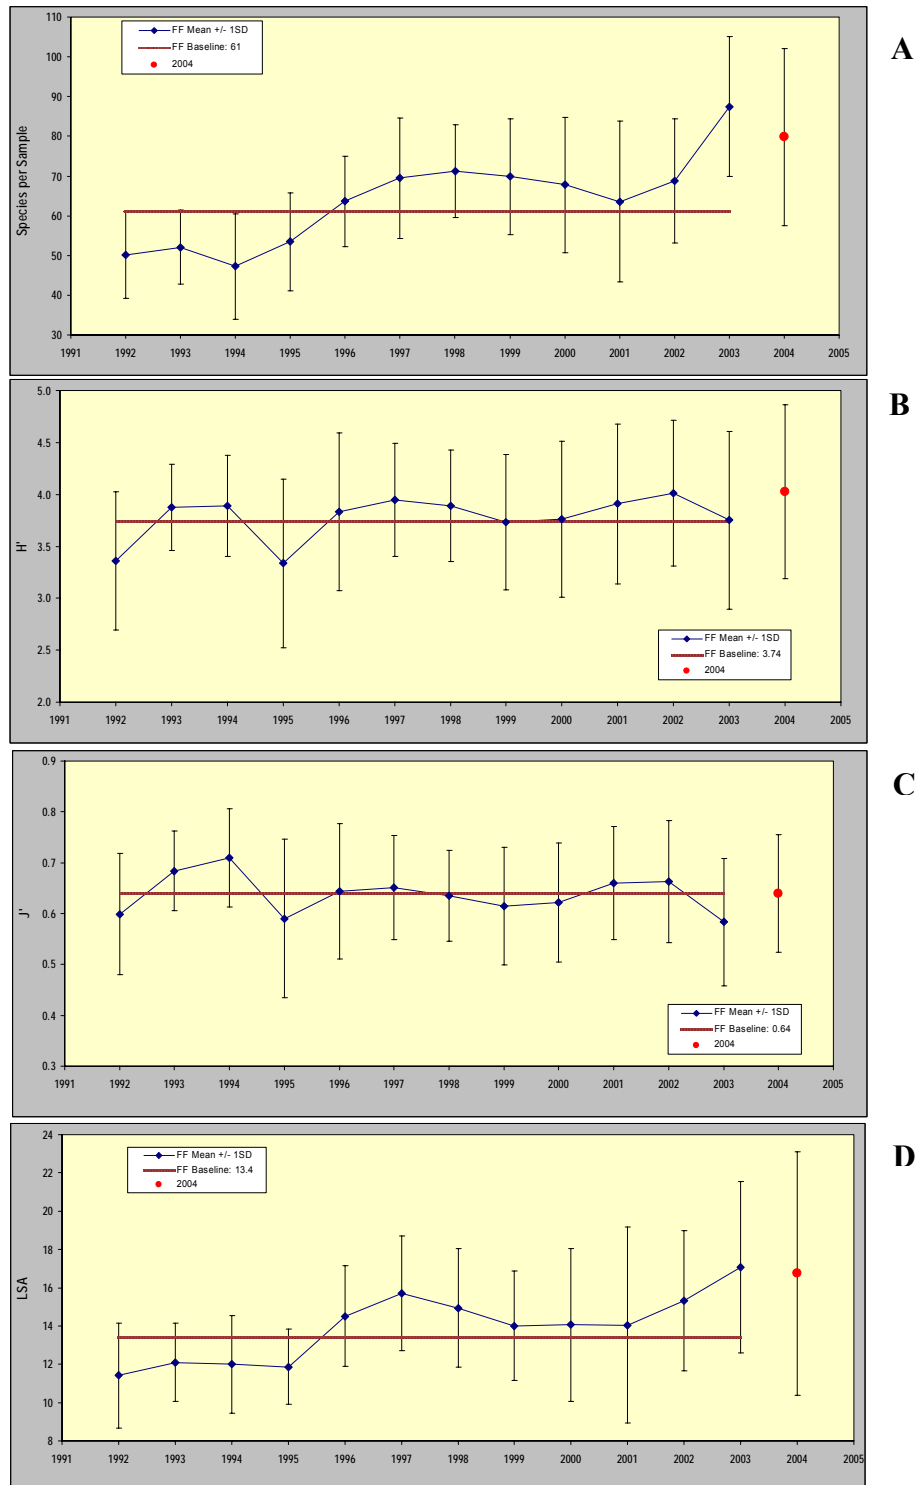 110
100
90
80
70
60
50
40
30
Species per Sample
FF Mean +/- 1SD
FF Baseline: 61
2004
1991 1992 1993 1994 1995 1996 1997 1998 1999 2000 2001 2002 2003 2004 2005
A
5.0
4.5
4.0
3.5
3.0
2.5
2.0
H'
FF Mean +/- 1SD
FF Baseline: 3.74
2004
1991 1992 1993 1994 1995 1996 1997 1998 1999 2000 2001 2002 2003 2004 2005
B
0.9
0.8
0.7
0.6
0.5
0.4
0.3
J'
FF Mean +/- 1SD
FF Baseline: 0.64
2004
1991 1992 1993 1994 1995 1996 1997 1998 1999 2000 2001 2002 2003 2004 2005
C
24
22
20
18
16
14
12
10
8
LSA
FF Mean +/- 1SD
FF Baseline: 13.4
2004
1991 1992 1993 1994 1995 1996 1997 1998 1999 2000 2001 2002 2003 2004 2005
D